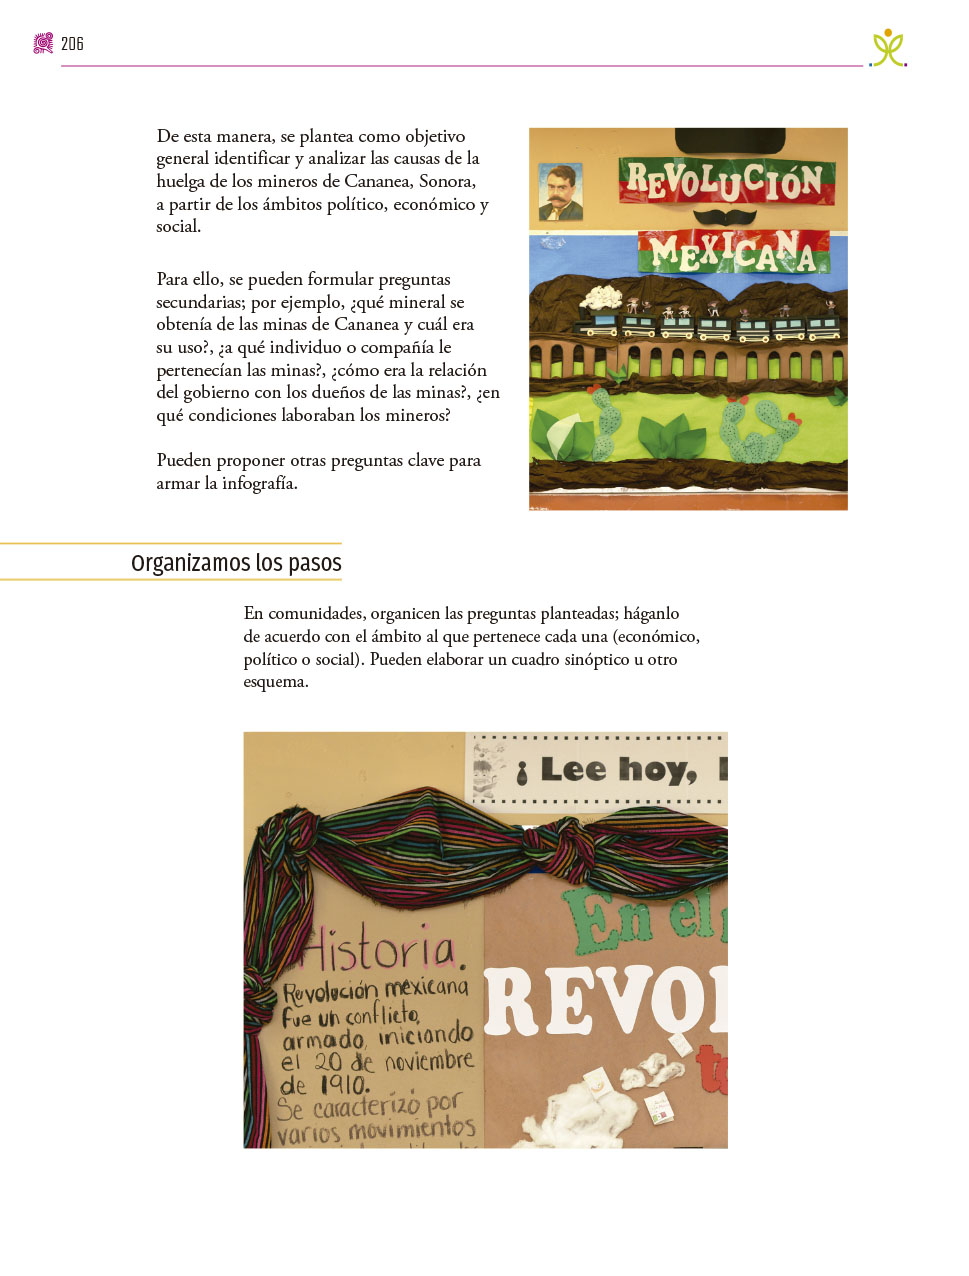 206
De esta manera, se plantea como objetivo
general identificar y analizar las causas de la
huelga de los mineros de Cananea, Sonora,
a partir de los ámbitos político, económico y
social.
Para ello, se pueden formular preguntas
secundarias; por ejemplo, ¿qué mineral se
obtenía de las minas de Cananea y cuál era
su uso?, ¿a qué individuo o compañía le
pertenecían las minas?, ¿cómo era la relación
del gobierno con los dueños de las minas?, ¿en
qué condiciones laboraban los mineros?
Pueden proponer otras preguntas clave para
armar la infografía.
REVOLUCIÓN
MEXICANA
Organizamos los pasos
En comunidades, organicen las preguntas planteadas; háganlo
de acuerdo con el ámbito al que pertenece cada una (económico,
político o social). Pueden elaborar un cuadro sinóptico u otro
esquema.
¡Lee hoy,
Historia.
Revolución mexicana
fue un conflicto,
armado, iniciando
el 20 de noviembre
de 1910.
Se caracterizó por
varios movimientos
En el
REVOL